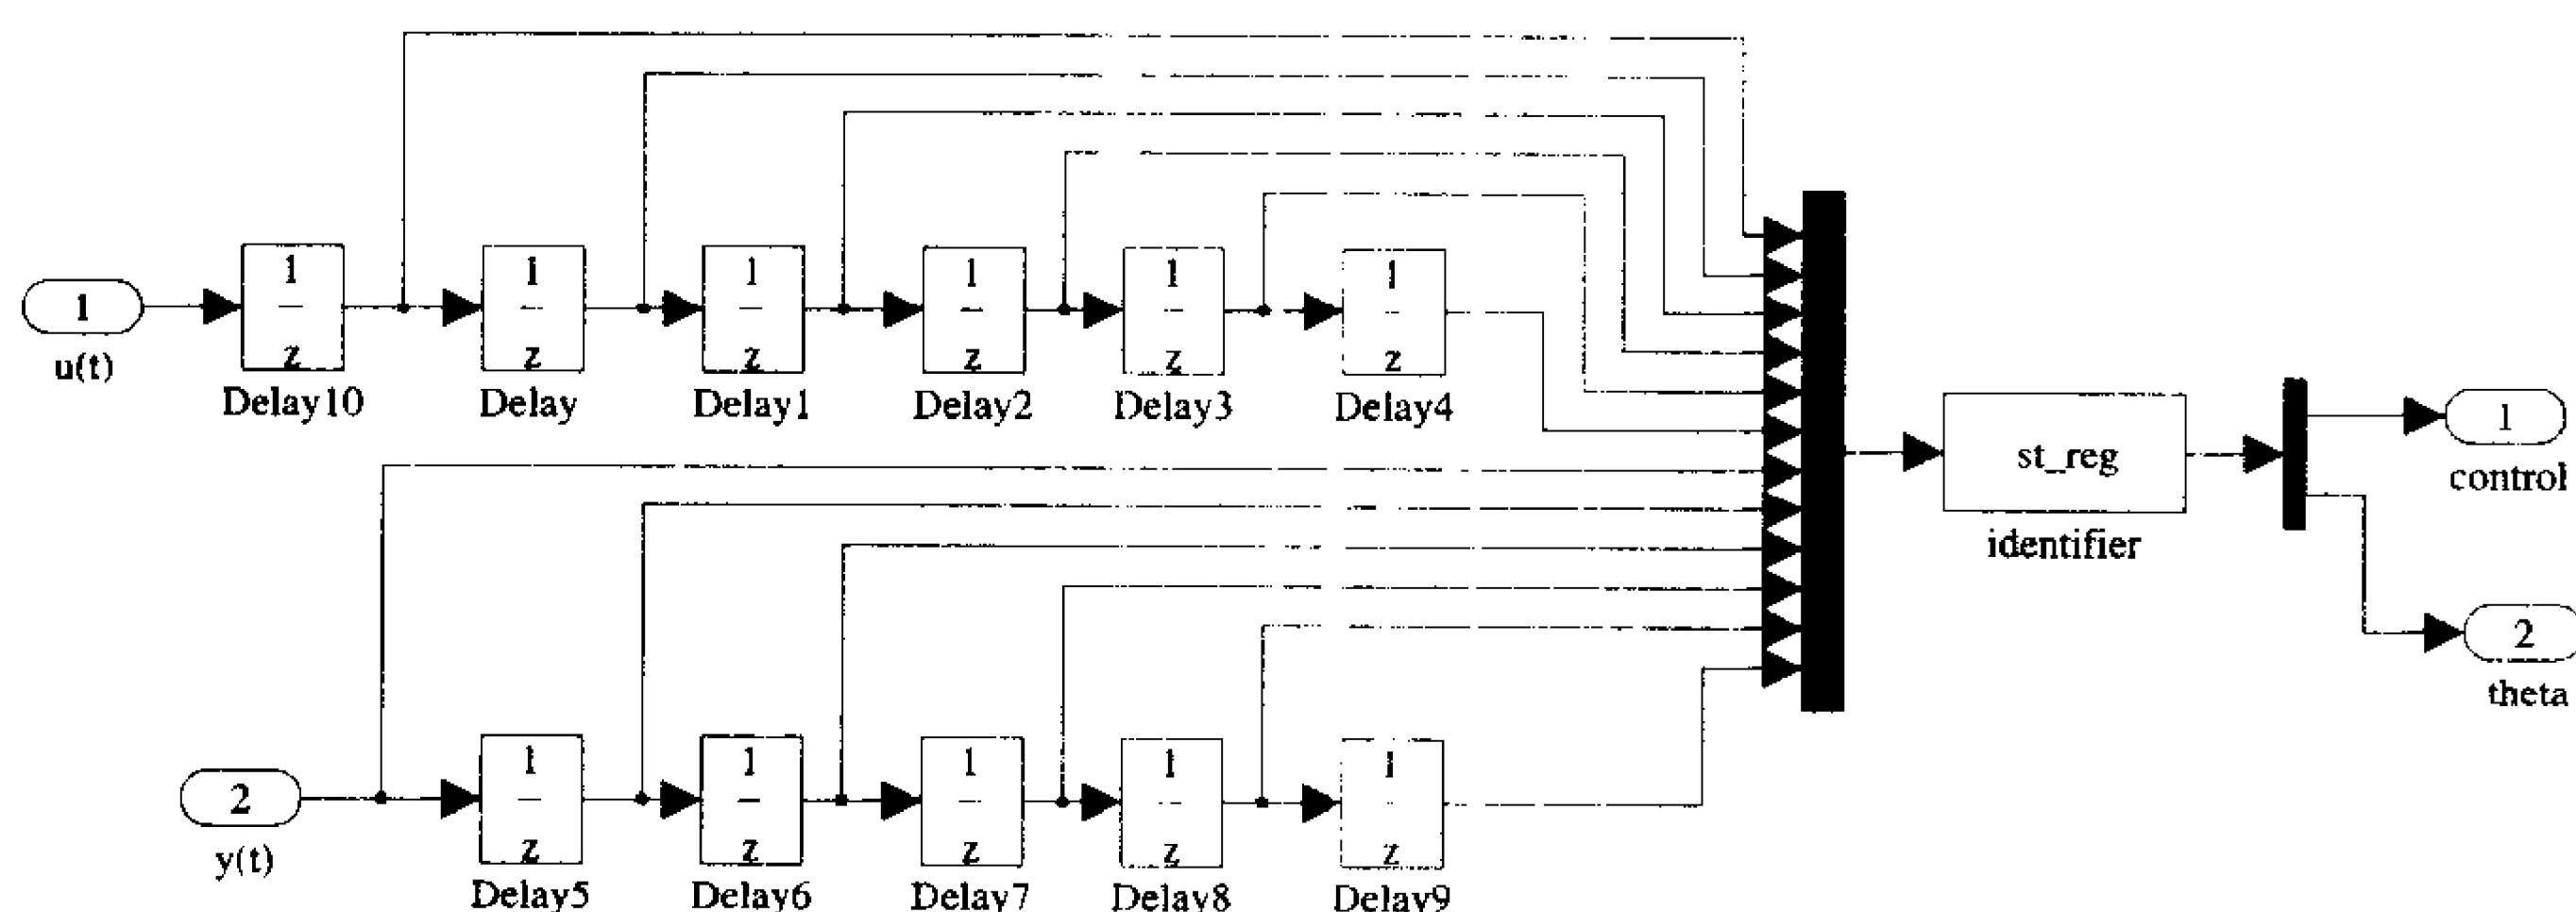 1
u(t)
1
z
Delay10
1
z
Delay
1
z
Delay1
1
z
Delay2
1
z
Delay3
1
z
Delay4
st_reg
identifier
1
control
2
theta
2
y(t)
1
z
Delay5
1
z
Delay6
1
z
Delay7
1
z
Delay8
1
z
Delay9